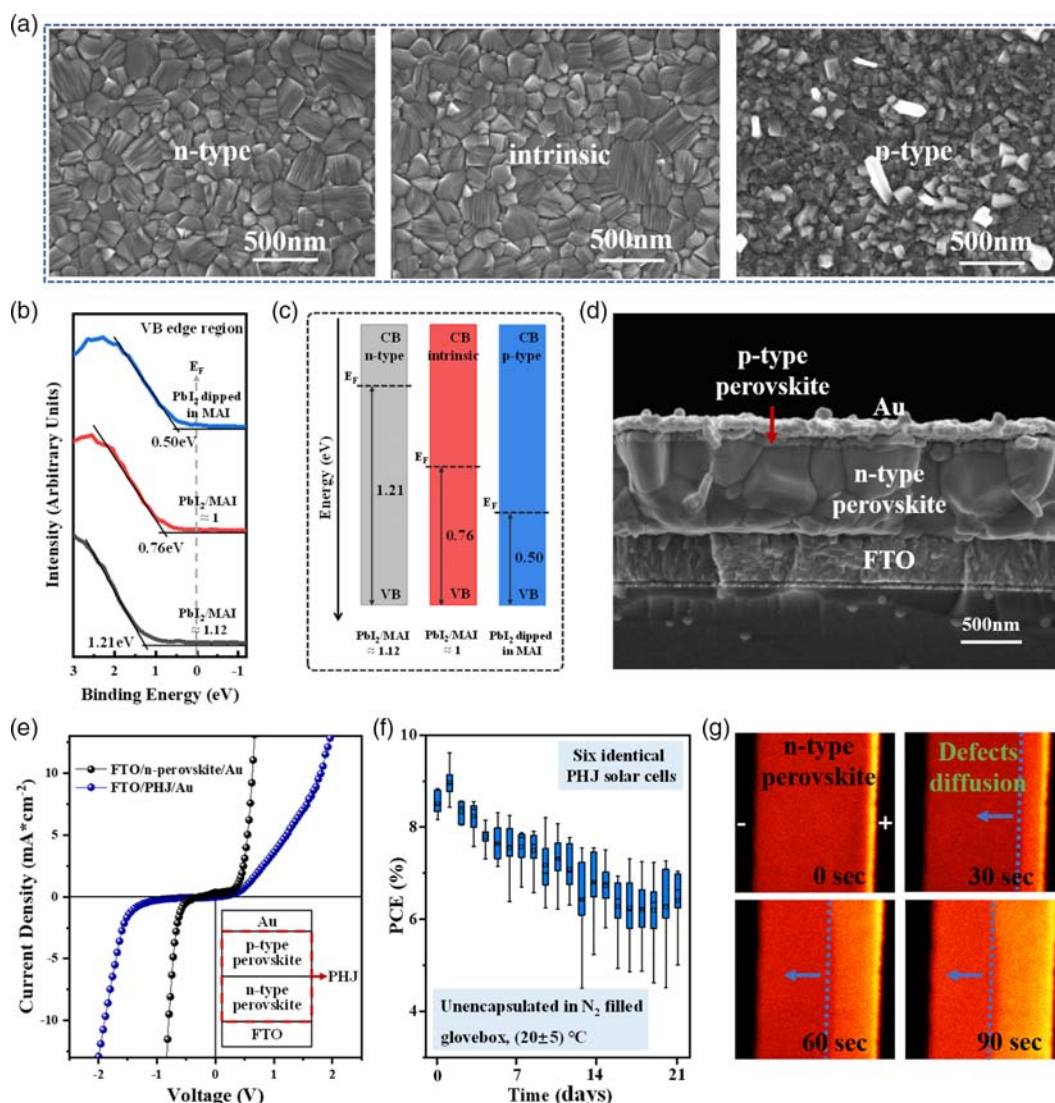 (a)
n-type
500nm
intrinsic
500nm
p-type
500nm
(b)
VB edge region
E_F
PbI₂ dipped
in MAI
0.50eV
PbI₂/MAI
≈ 1
0.76eV
PbI₂/MAI
≈ 1.12
1.21eV
3 2 1 0 -1
Binding Energy (eV)
Intensity (Arbitrary Units)
(c)
Energy (eV)
CB
n-type
E_F
1.21
VB
PbI₂/MAI
≈ 1.12
CB
intrinsic
E_F
0.76
VB
PbI₂/MAI
≈ 1
CB
p-type
E_F
0.50
VB
PbI₂ dipped
in MAI
(d)
p-type
perovskite
Au
n-type
perovskite
FTO
500nm
(e)
Current Density (mA*cm⁻²)
10
5
0
-5
-10
FTO/n-perovskite/Au
FTO/PHJ/Au
Au
p-type
perovskite
PHJ
n-type
perovskite
FTO
-2 -1 0 1 2
Voltage (V)
(f)
PCE (%)
10
8
6
4
Six identical
PHJ solar cells
Unencapsulated in N₂ filled
glovebox, (20±5) °C
0 7 14 21
Time (days)
(g)
n-type
perovskite
- +
0 sec
Defects
diffusion
30 sec
60 sec
90 sec